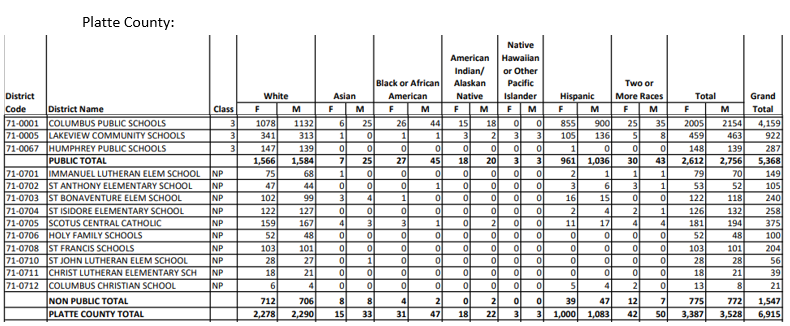 Platte County:
Native
American Hawaiian
Indian/ or Other
Black or African Alaskan Pacific Two or
District White Asian American Native Islander Hispanic More Races Total Grand
Code District Name Class F M F M F M F M F M F M F M F M Total
71-0001 COLUMBUS PUBLIC SCHOOLS 3 1078 1132 6 25 26 44 15 18 0 0 855 900 25 35 2005 2154 4,159
71-0005 LAKEVIEW COMMUNITY SCHOOLS 3 341 313 1 0 1 1 3 2 3 3 105 136 5 8 459 463 922
71-0067 HUMPHREY PUBLIC SCHOOLS 3 147 139 0 0 0 0 0 0 0 0 1 0 0 0 148 139 287
PUBLIC TOTAL 1,566 1,584 7 25 27 45 18 20 3 3 961 1,036 30 43 2,612 2,756 5,368
71-0701 IMMANUEL LUTHERAN ELEM SCHOOL NP 75 68 1 0 0 0 0 0 0 0 2 1 1 1 79 70 149
71-0702 ST ANTHONY ELEMENTARY SCHOOL NP 47 44 0 0 0 1 0 0 0 0 3 6 3 1 53 52 105
71-0703 ST BONAVENTURE ELEM SCHOOL NP 102 99 3 4 1 0 0 0 0 0 16 15 0 0 122 118 240
71-0704 ST ISIDORE ELEMENTARY SCHOOL NP 122 127 0 0 0 0 0 0 0 0 2 4 2 1 126 132 258
71-0705 SCOTUS CENTRAL CATHOLIC NP 159 167 4 3 3 1 0 2 0 0 11 17 4 4 181 194 375
71-0706 HOLY FAMILY SCHOOLS NP 52 48 0 0 0 0 0 0 0 0 0 0 0 0 52 48 100
71-0708 ST FRANCIS SCHOOLS NP 103 101 0 0 0 0 0 0 0 0 0 0 0 0 103 101 204
71-0710 ST JOHN LUTHERAN ELEM SCHOOL NP 28 27 0 1 0 0 0 0 0 0 0 0 0 0 28 28 56
71-0711 CHRIST LUTHERAN ELEMENTARY SCH NP 18 21 0 0 0 0 0 0 0 0 0 0 0 0 18 21 39
71-0712 COLUMBUS CHRISTIAN SCHOOL NP 6 4 0 0 0 0 0 0 0 0 5 4 2 0 13 8 21
NON PUBLIC TOTAL 712 706 8 8 4 2 0 2 0 0 39 47 12 7 775 772 1,547
PLATTE COUNTY TOTAL 2,278 2,290 15 33 31 47 18 22 3 3 1,000 1,083 42 50 3,387 3,528 6,915